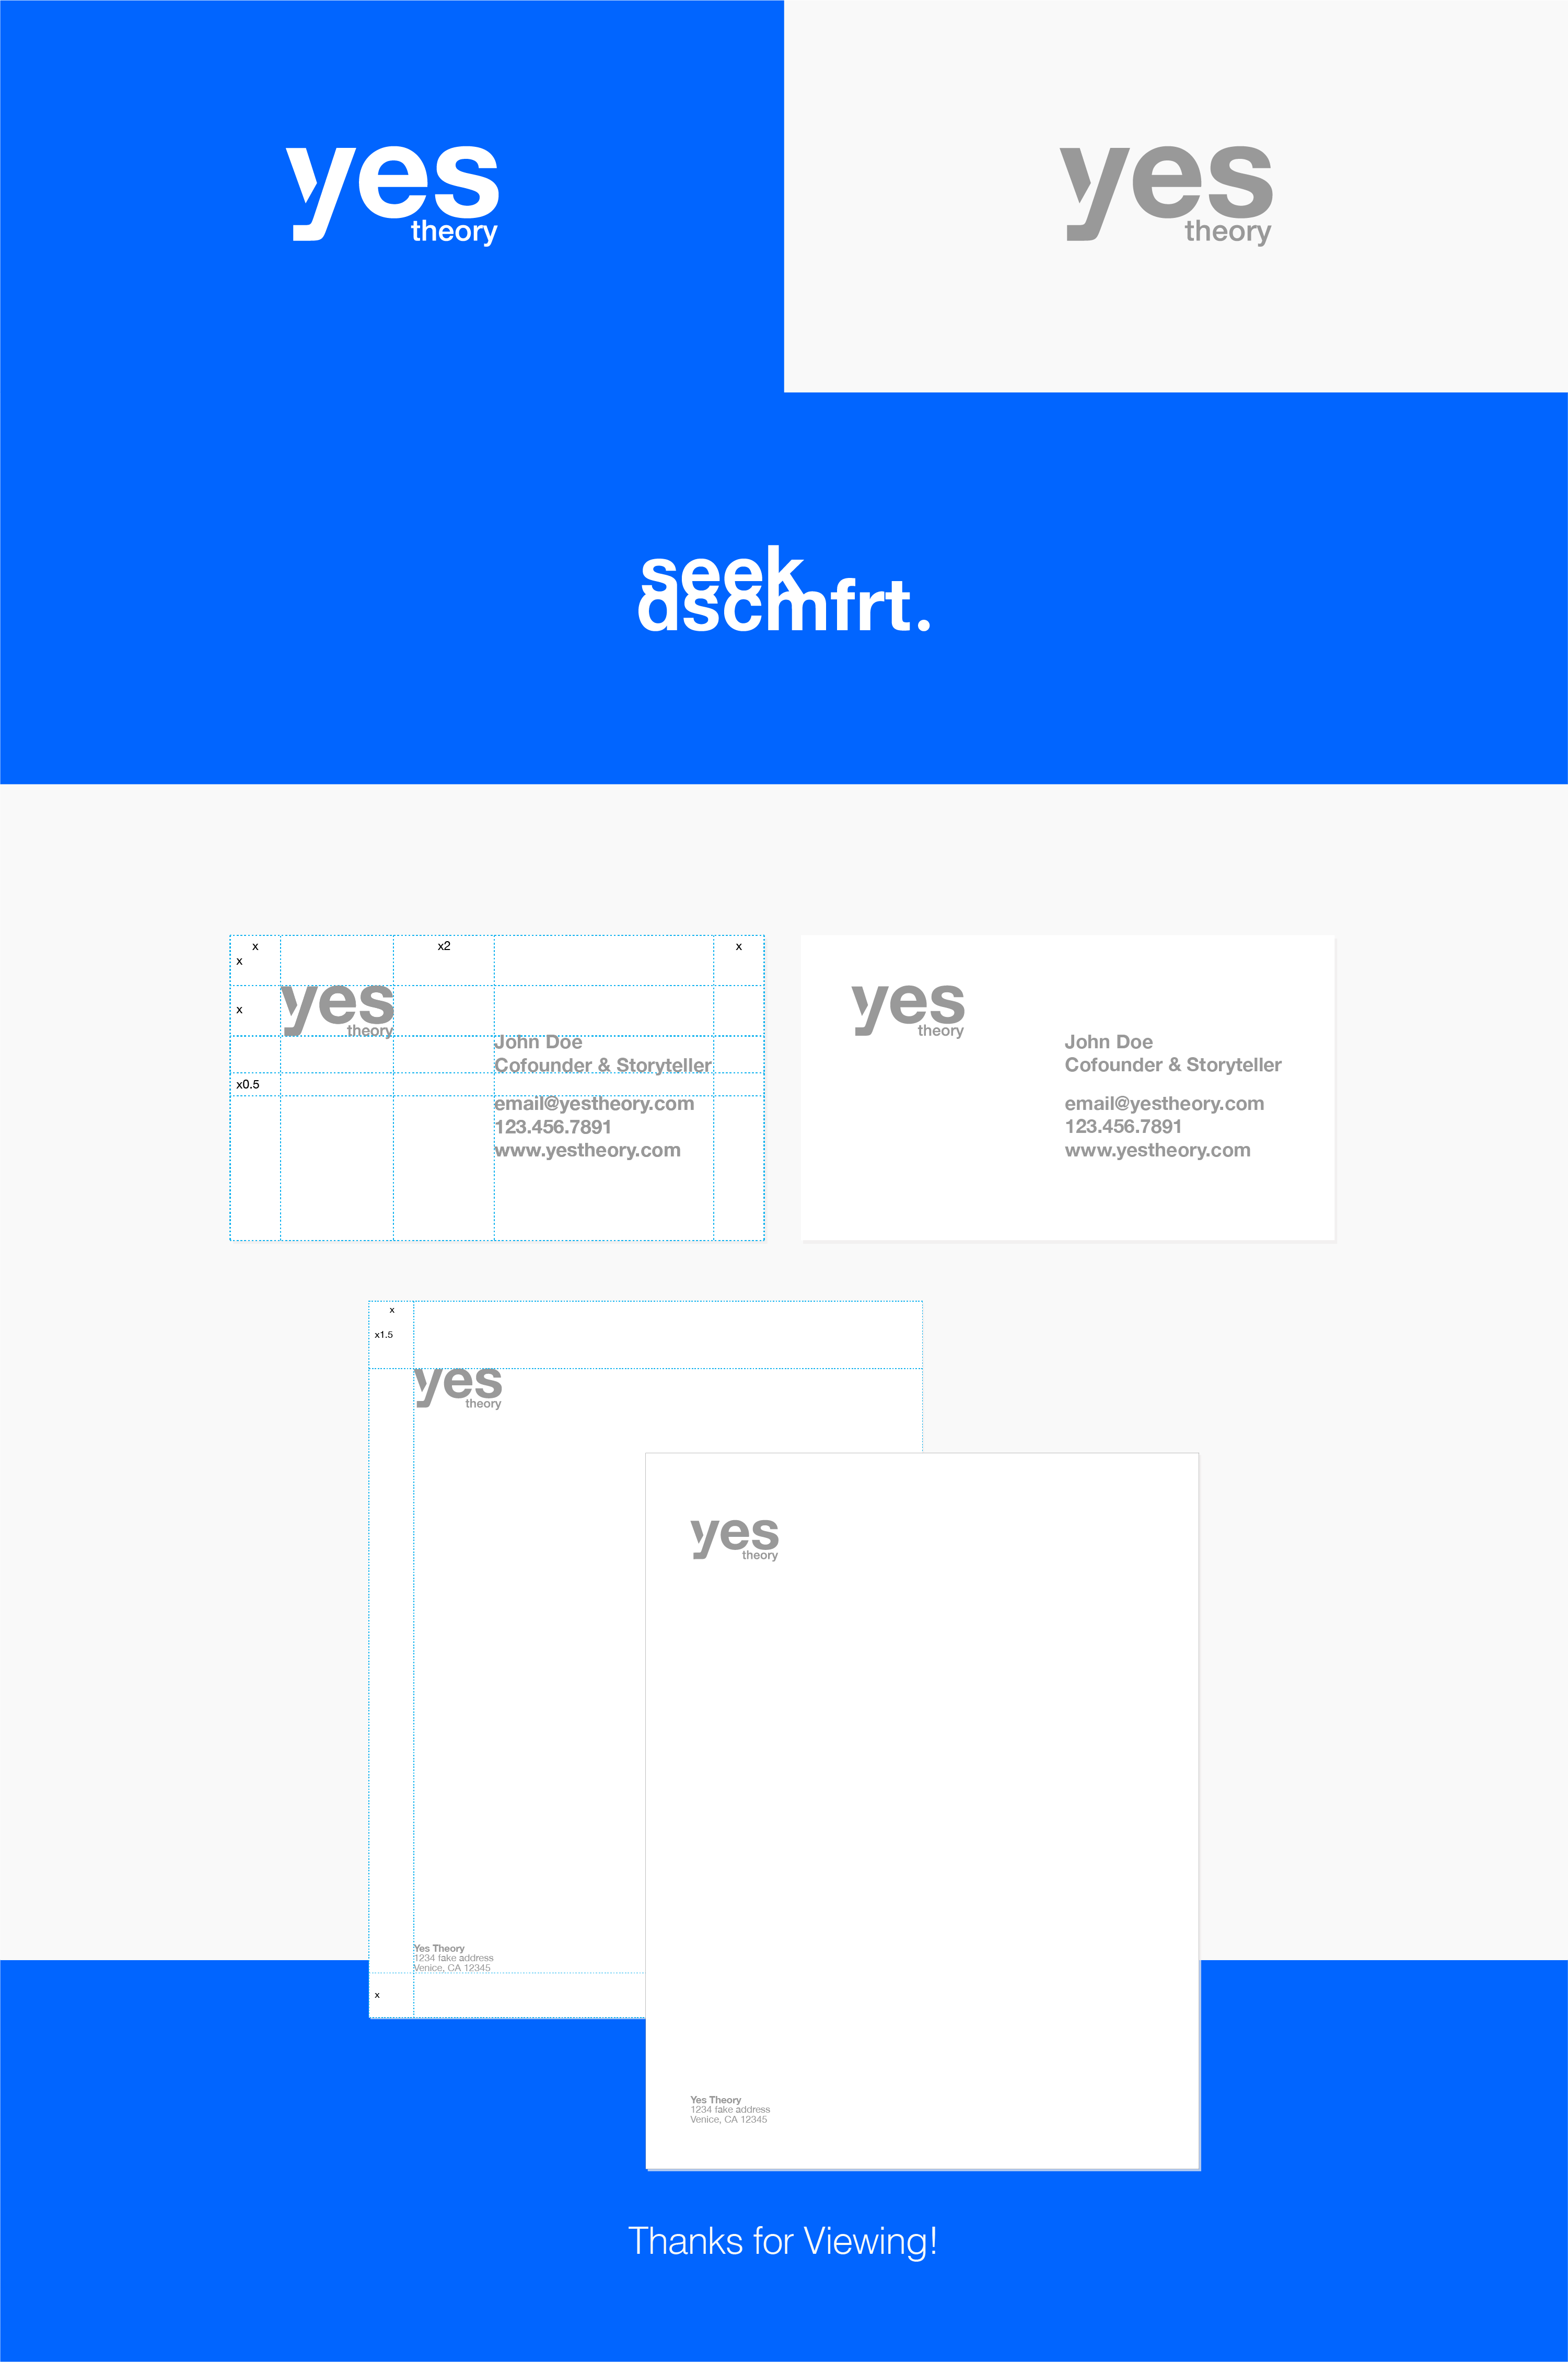 yes
theory
yes
theory
seek
dscmfrt.
x
x2
x
x
x
x0.5
yes
theory
John Doe
Cofounder & Storyteller
email@yestheory.com
123.456.7891
www.yestheory.com
yes
theory
John Doe
Cofounder & Storyteller
email@yestheory.com
123.456.7891
www.yestheory.com
x
x1.5
yes
theory
Yes Theory
1234 fake address
Venice, CA 12345
x
yes
theory
Yes Theory
1234 fake address
Venice, CA 12345
Thanks for Viewing!